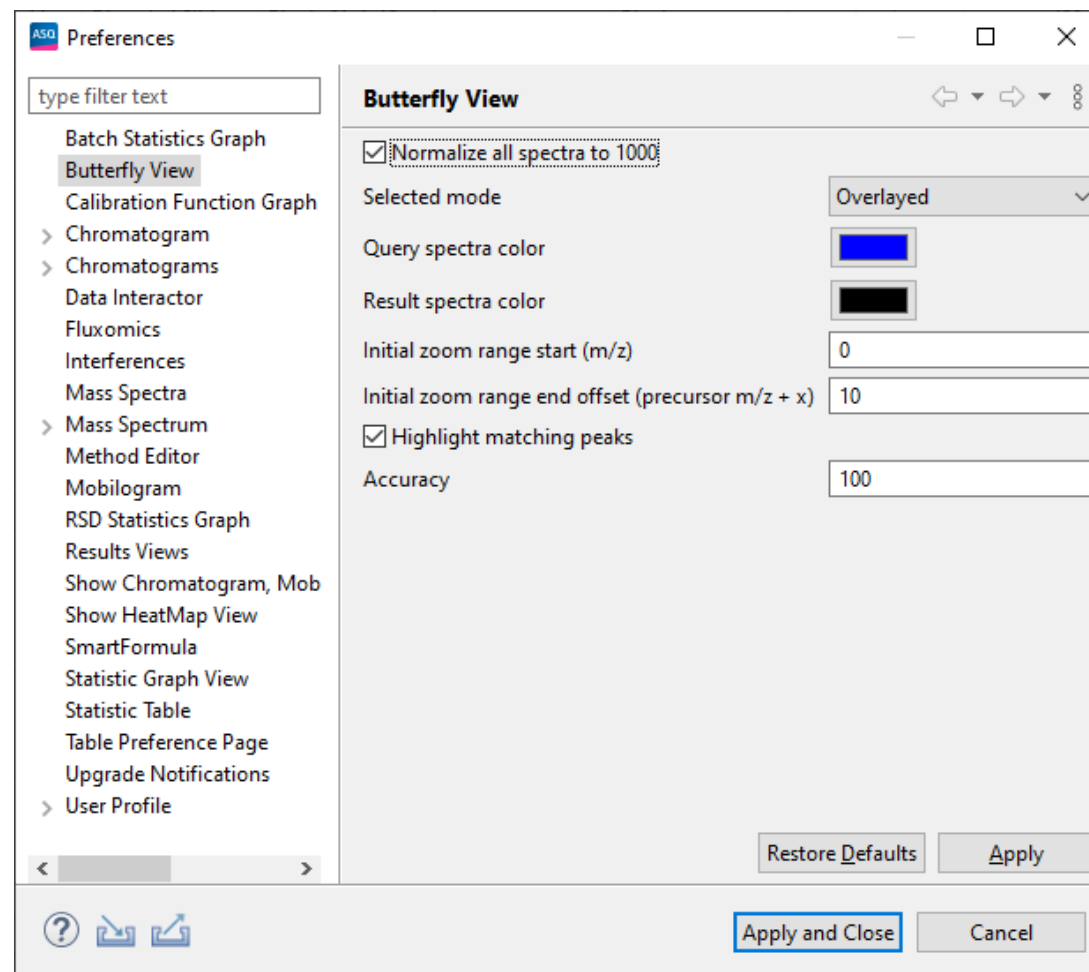 ASQ Preferences
type filter text
Batch Statistics Graph
Butterfly View
Calibration Function Graph
Chromatogram
Chromatograms
Data Interactor
Fluxomics
Interferences
Mass Spectra
Mass Spectrum
Method Editor
Mobilogram
RSD Statistics Graph
Results Views
Show Chromatogram, Mob
Show HeatMap View
SmartFormula
Statistic Graph View
Statistic Table
Table Preference Page
Upgrade Notifications
User Profile
Butterfly View
Normalize all spectra to 1000
Selected mode Overlayed
Query spectra color
Result spectra color
Initial zoom range start (m/z) 0
Initial zoom range end offset (precursor m/z + x) 10
Highlight matching peaks
Accuracy 100
Restore Defaults Apply
? Apply and Close Cancel